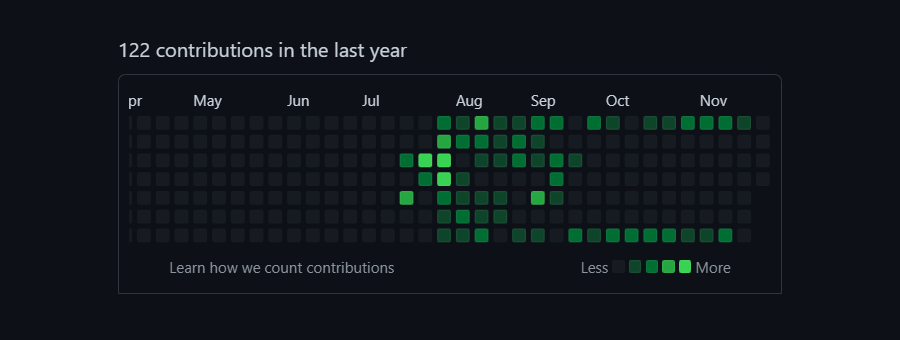 122 contributions in the last year
pr May Jun Jul Aug Sep Oct Nov
Learn how we count contributions
Less More